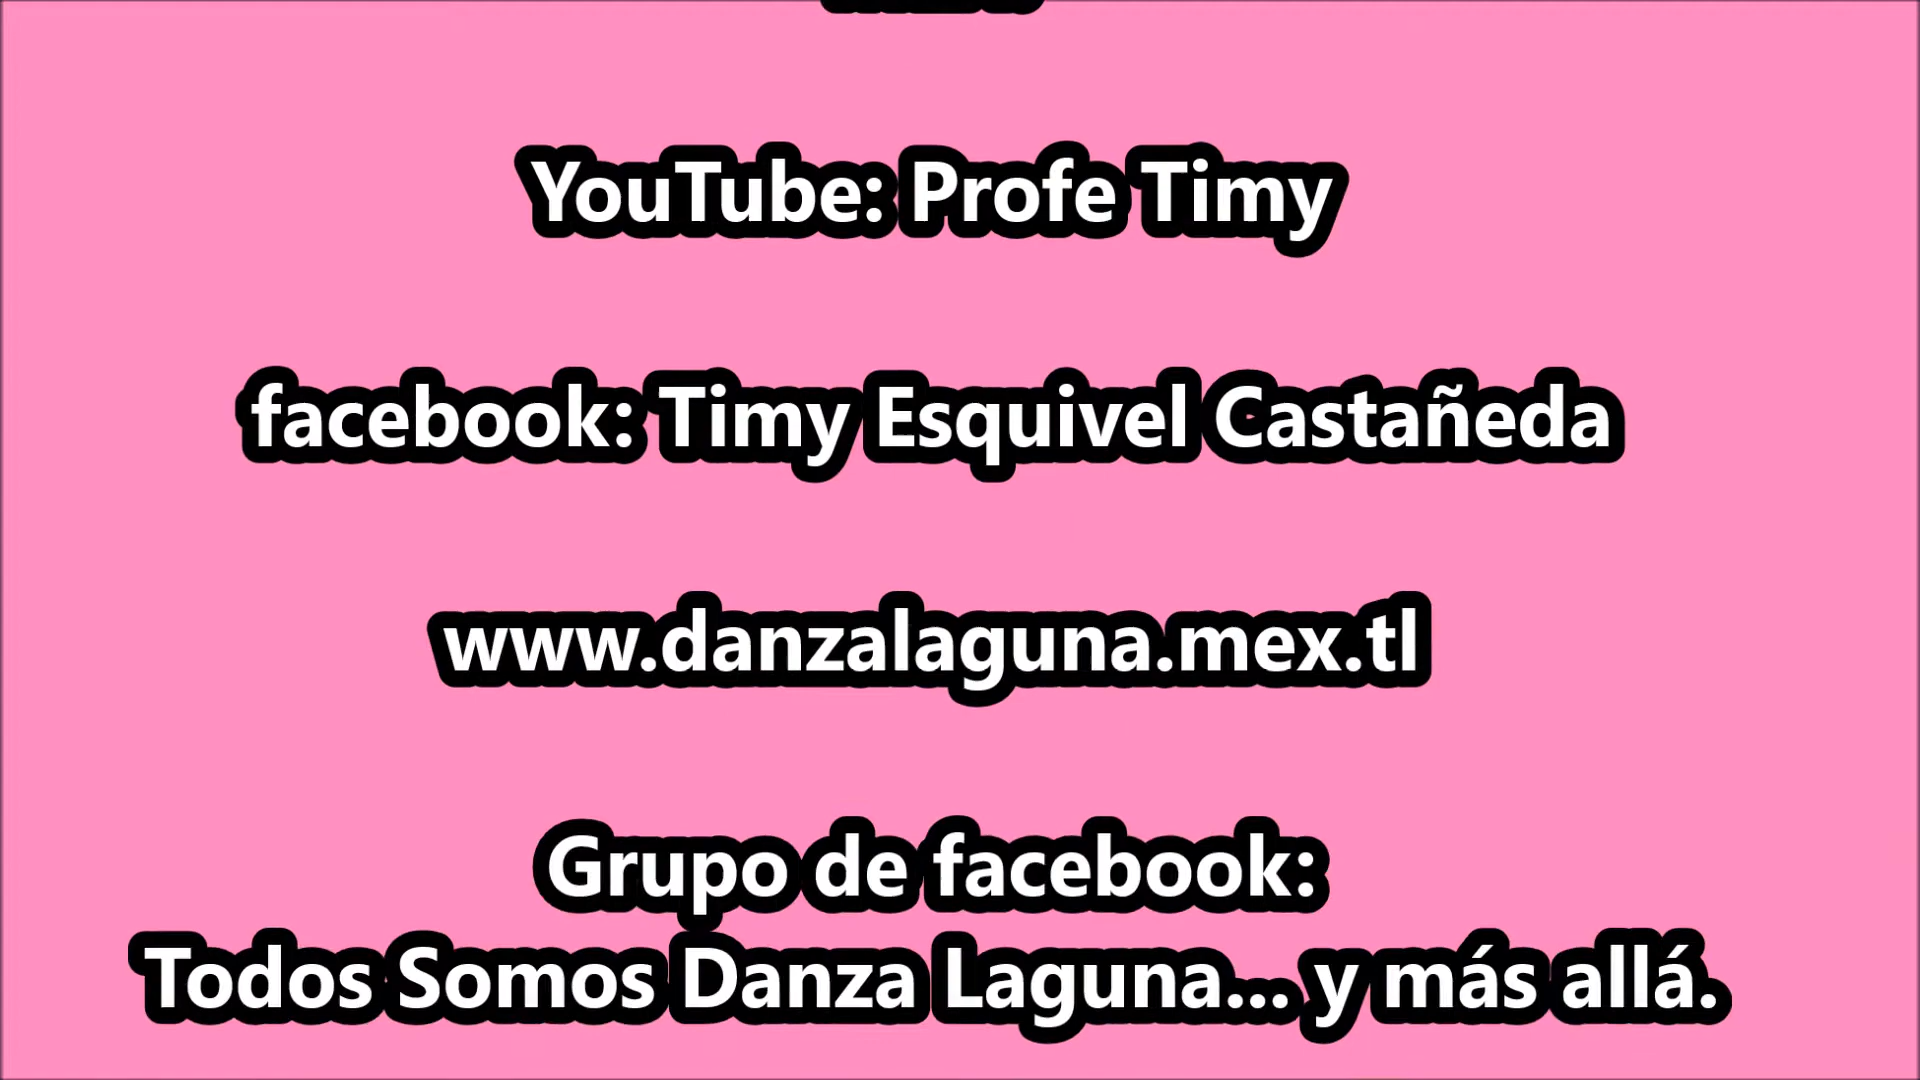 YouTube: Profe Timy
facebook: Timy Esquivel Castañeda
www.danzalaguna.mex.tl
Grupo de facebook:
Todos Somos Danza Laguna... y más allá.